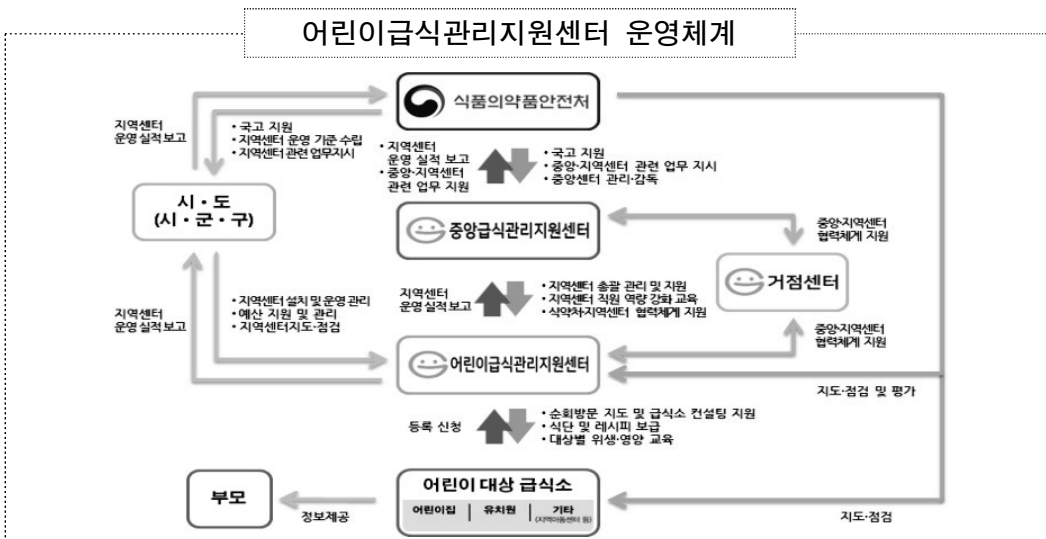 어린이급식관리지원센터 운영체계
식품의약품안전처
지역센터
운영실적보고
• 국고 지원
• 지역센터 운영 기준 수립
• 지역센터 관련 업무지시
• 지역센터
운영 실적 보고
• 중앙·지역센터
관련 업무 지원
• 국고 지원
• 중앙·지역센터 관련 업무 지시
• 중앙센터 관리·감독
시·도
(시·군·구)
중앙급식관리지원센터
중앙·지역센터
협력체계 지원
거점센터
지역센터
운영실적보고
• 지역센터 설치 및 운영 관리
• 예산 지원 및 관리
• 지역센터지도·점검
지역센터
운영실적보고
• 지역센터 총괄 관리 및 지원
• 지역센터 직원 역량 강화 교육
• 식약처·지역센터 협력체계 지원
중앙·지역센터
협력체계 지원
어린이급식관리지원센터
지도·점검 및 평가
등록 신청
• 순회방문 지도 및 급식소 컨설팅 지원
• 식단 및 레시피 보급
• 대상별 위생·영양 교육
부모
정보제공
어린이 대상 급식소
어린이집 | 유치원 | 기타
(지역아동센터 등)
지도·점검